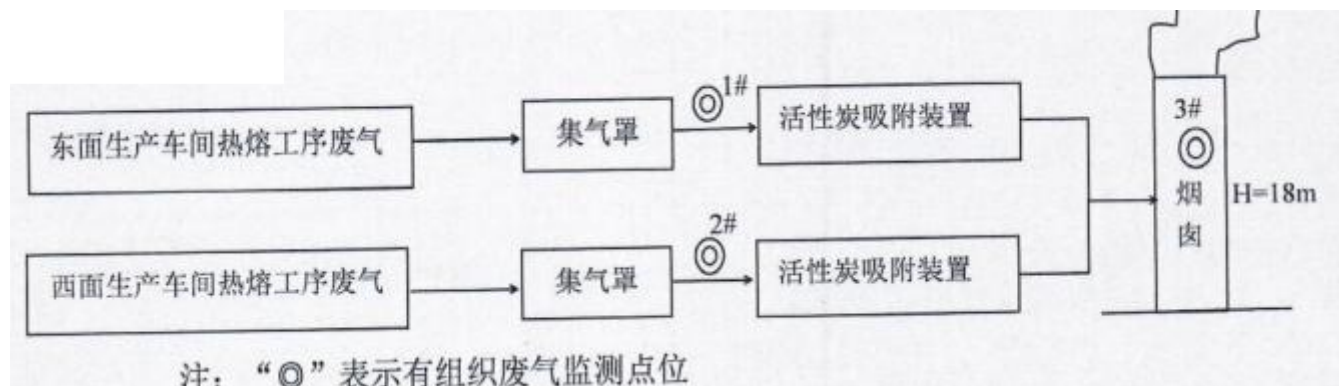 1#
东面生产车间热熔工序废气
集气罩
活性炭吸附装置
3#
烟
囱
H=18m
2#
西面生产车间热熔工序废气
集气罩
活性炭吸附装置
注：“◎”表示有组织废气监测点位